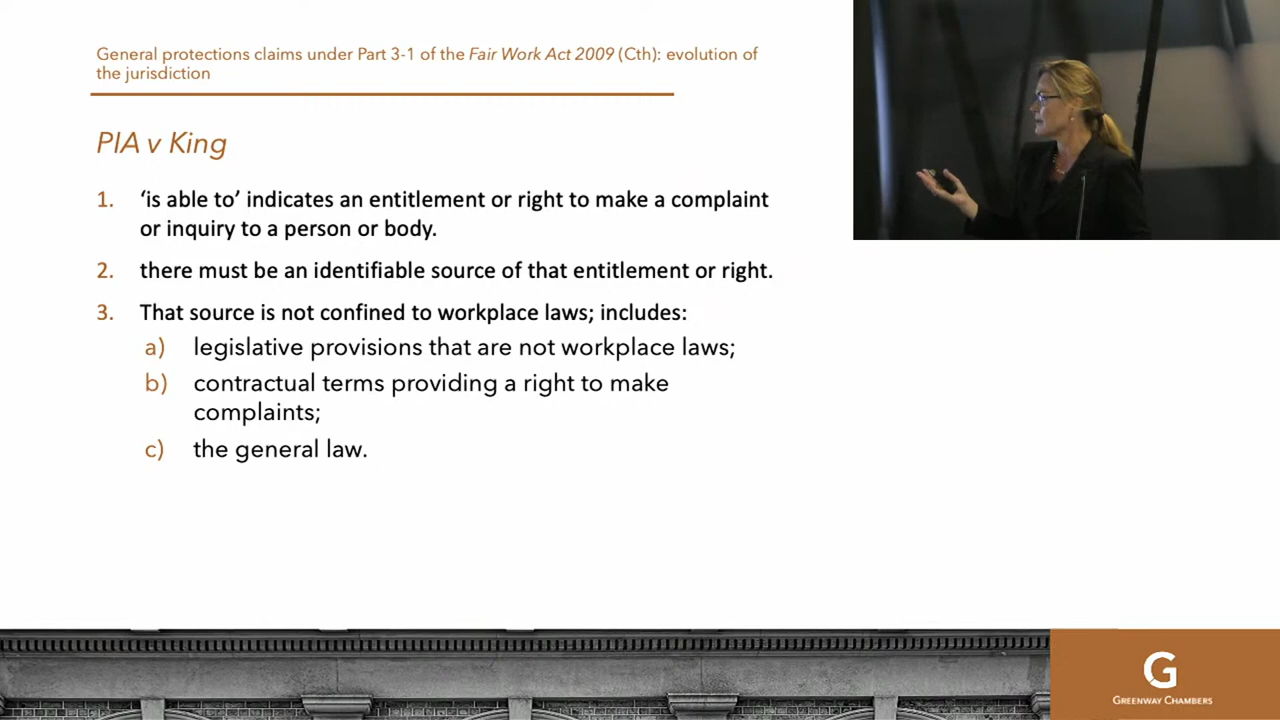 General protections claims under Part 3-1 of the Fair Work Act 2009 (Cth): evolution of
the jurisdiction
PIA v King
1. ‘is able to’ indicates an entitlement or right to make a complaint
or inquiry to a person or body.
2. there must be an identifiable source of that entitlement or right.
3. That source is not confined to workplace laws; includes:
a) legislative provisions that are not workplace laws;
b) contractual terms providing a right to make
complaints;
c) the general law.
G
GREENWAY CHAMBERS